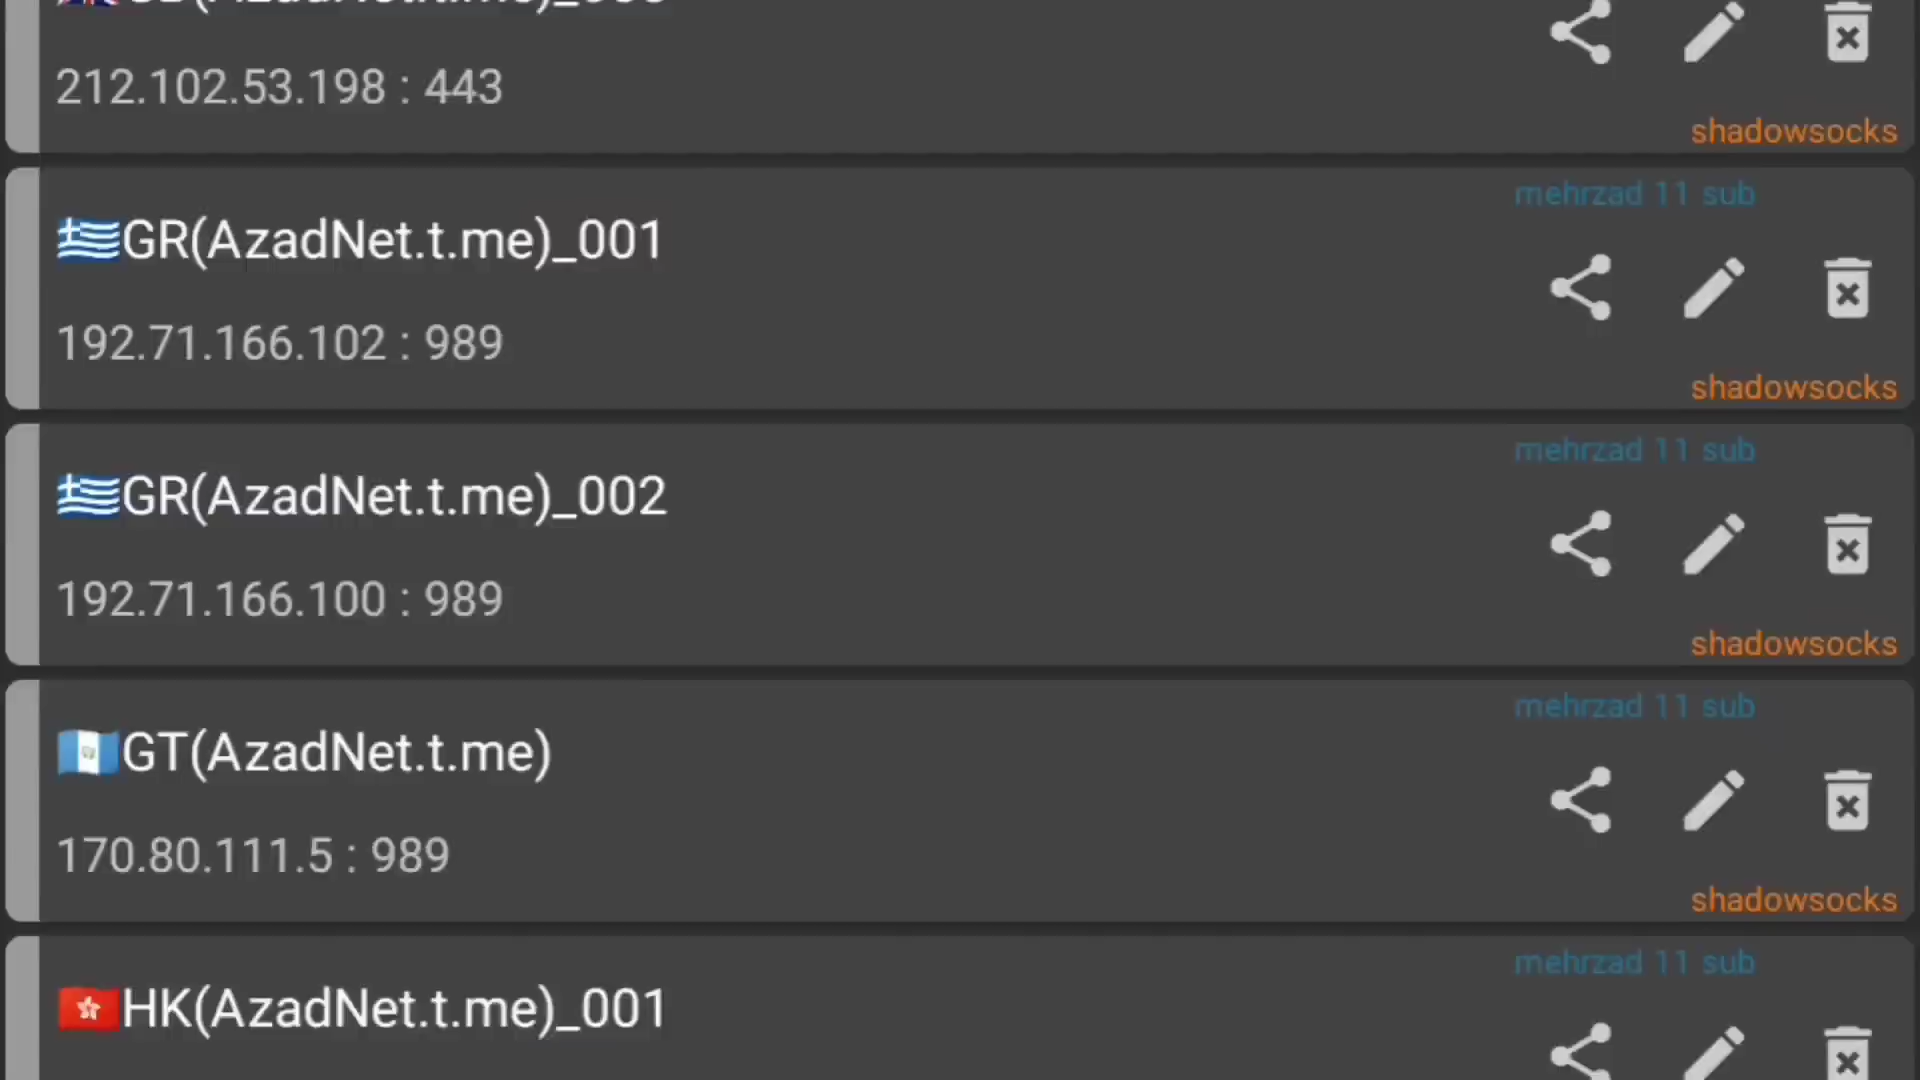 212.102.53.198 : 443
shadowsocks
mehrzad 11 sub
GR(AzadNet.t.me)_001
192.71.166.102 : 989
shadowsocks
mehrzad 11 sub
GR(AzadNet.t.me)_002
192.71.166.100 : 989
shadowsocks
mehrzad 11 sub
GT(AzadNet.t.me)
170.80.111.5 : 989
shadowsocks
mehrzad 11 sub
HK(AzadNet.t.me)_001